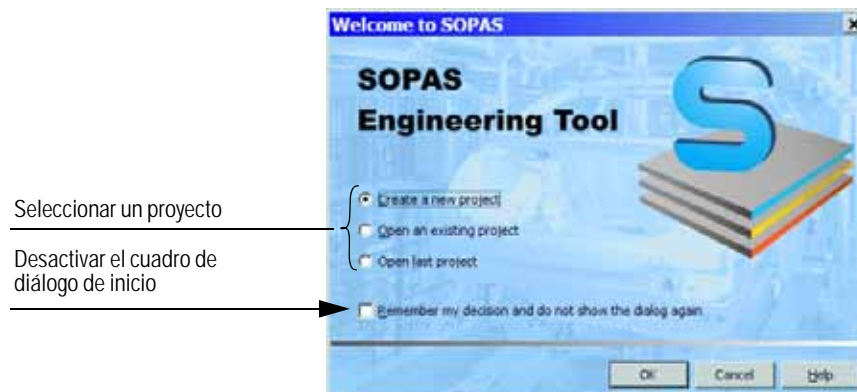 Welcome to SOPAS
SOPAS
Engineering Tool
S
Seleccionar un proyecto
Create a new project
Open an existing project
Open last project
Desactivar el cuadro de
diálogo de inicio
Remember my decision and do not show the dialog again
OK
Cancel
Help